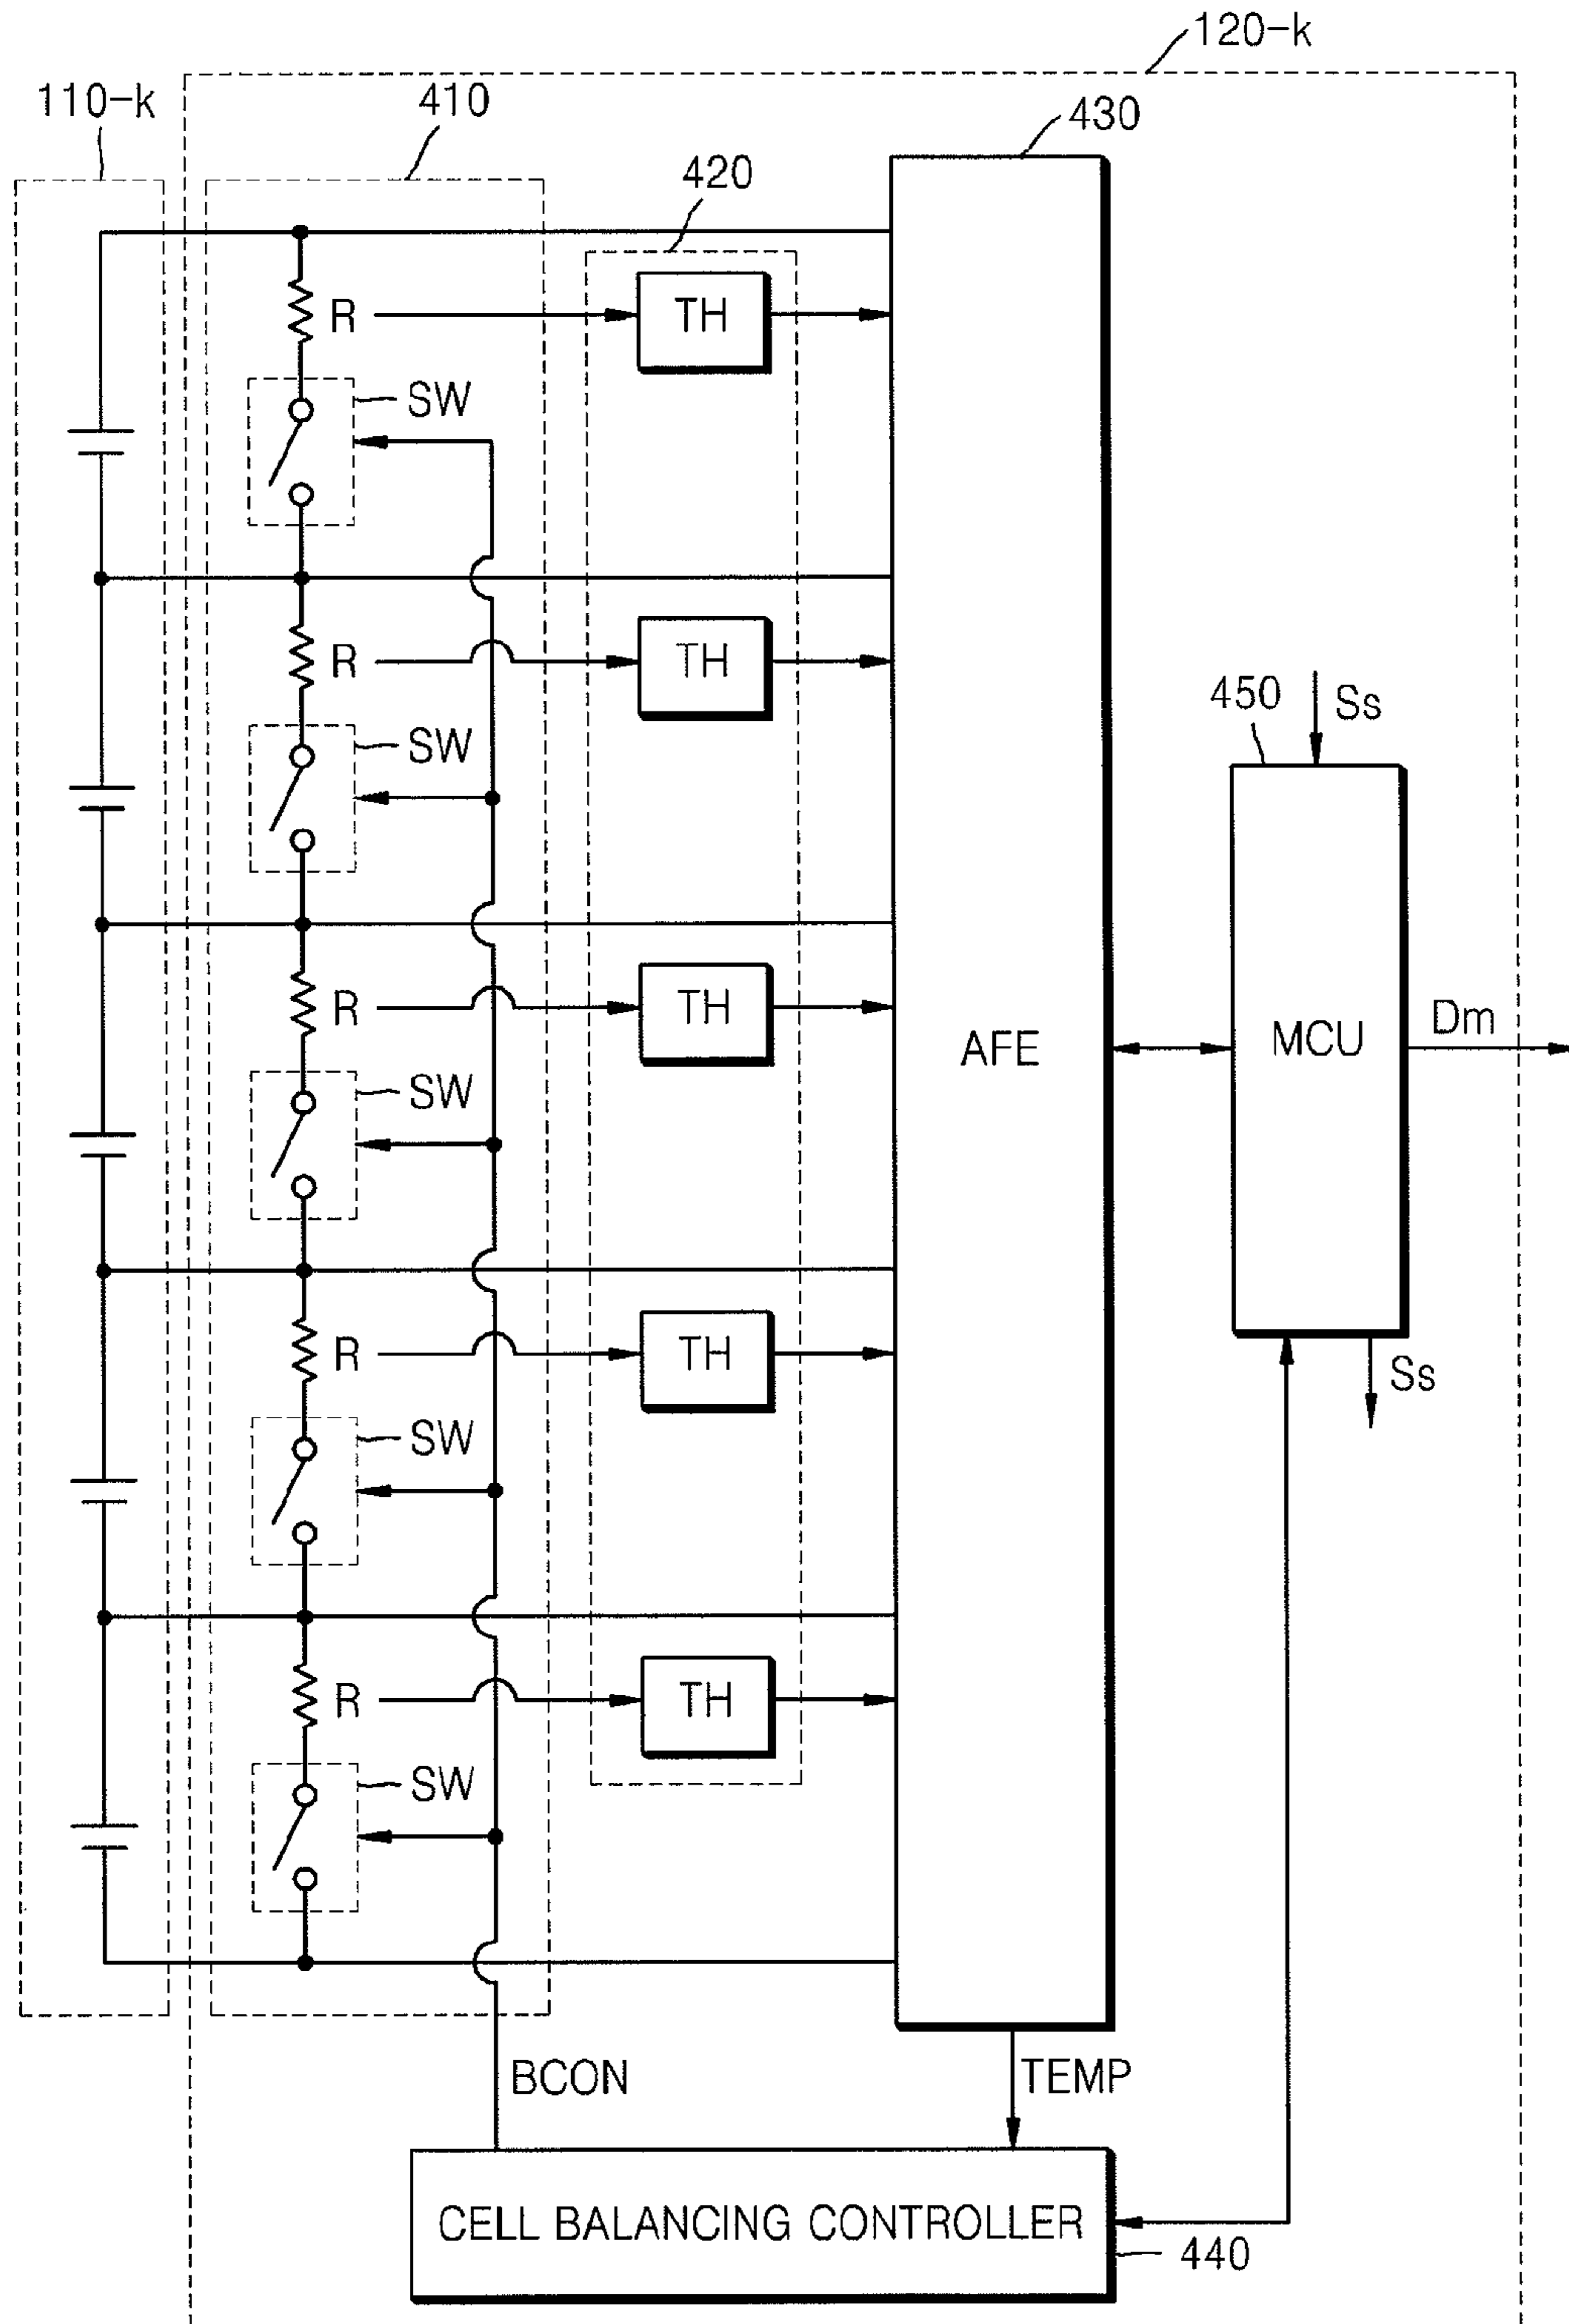 120-k
110-k
410
430
420
R
TH
SW
R
TH
SW
450
Ss
R
TH
SW
AFE
MCU
Dm
R
TH
SW
Ss
R
TH
SW
BCON
TEMP
CELL BALANCING CONTROLLER
440